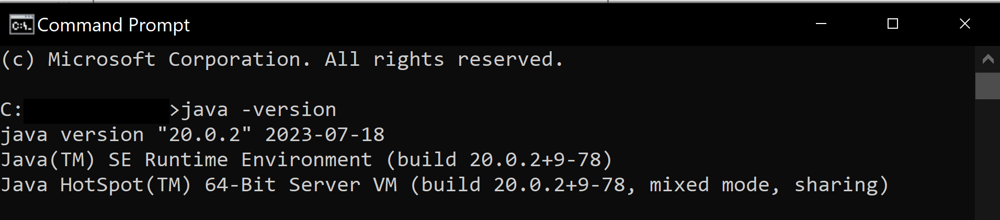 C:\_ Command Prompt
(c) Microsoft Corporation. All rights reserved.
C: >java -version
java version "20.0.2" 2023-07-18
Java(TM) SE Runtime Environment (build 20.0.2+9-78)
Java HotSpot(TM) 64-Bit Server VM (build 20.0.2+9-78, mixed mode, sharing)